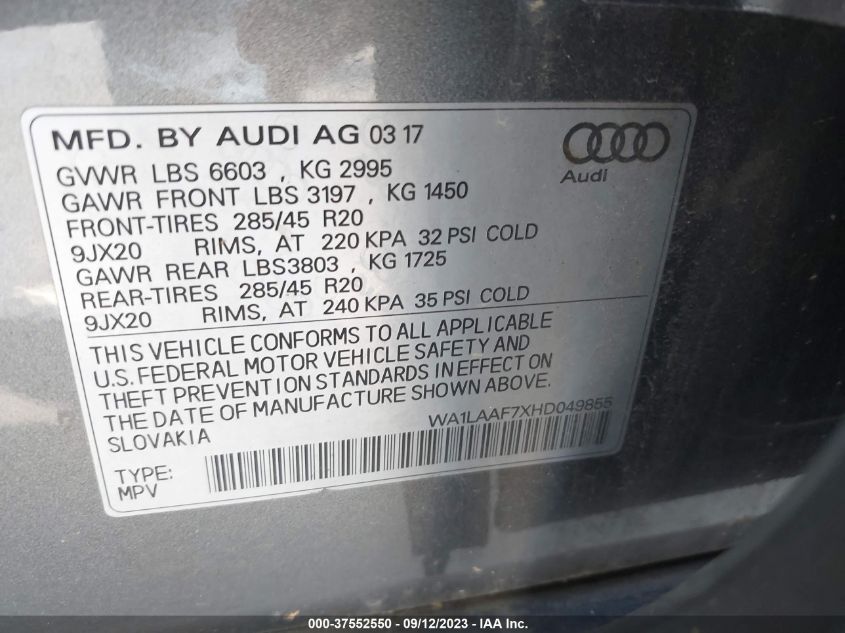 MFD. BY AUDI AG 03 17
Audi
GVWR LBS 6603 , KG 2995
GAWR FRONT LBS 3197 , KG 1450
FRONT-TIRES 285/45 R20
9JX20 RIMS, AT 220 KPA 32 PSI COLD
GAWR REAR LBS3803 , KG 1725
REAR-TIRES 285/45 R20
9JX20 RIMS, AT 240 KPA 35 PSI COLD
THIS VEHICLE CONFORMS TO ALL APPLICABLE
U.S. FEDERAL MOTOR VEHICLE SAFETY AND
THEFT PREVENTION STANDARDS IN EFFECT ON
THE DATE OF MANUFACTURE SHOWN ABOVE.
SLOVAKIA WA1LAAF7XHD049855
TYPE:
MPV
000-37552550 - 09/12/2023 - IAA Inc.